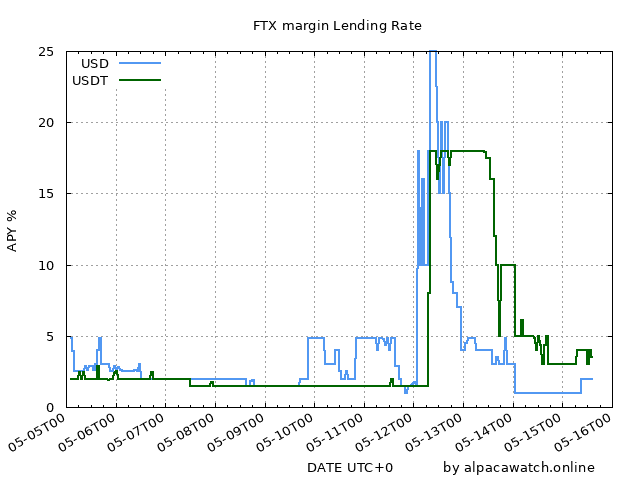 FTX margin Lending Rate
25
20
15
10
5
0
APY %
USD
USDT
05-05T00
05-06T00
05-07T00
05-08T00
05-09T00
05-10T00
05-11T00
05-12T00
05-13T00
05-14T00
05-15T00
05-16T00
DATE UTC+0
by alpacawatch.online